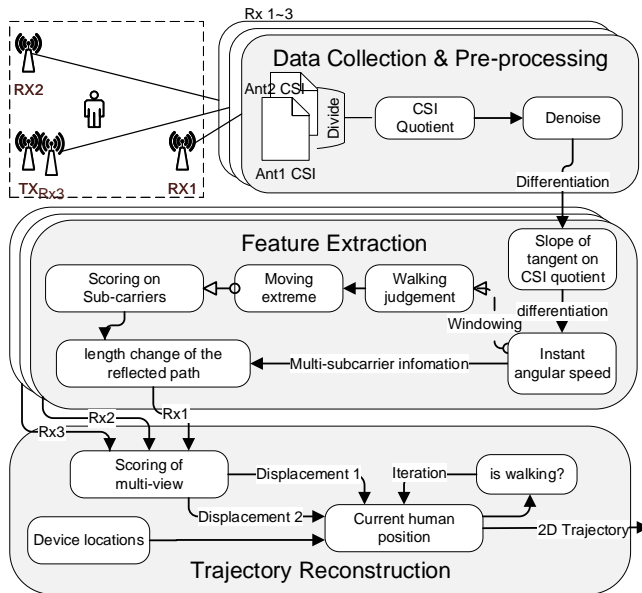 Rx 1~3
Data Collection & Pre-processing
RX2
Ant2 CSI
Divide
CSI
Quotient
Denoise
Ant1 CSI
TX
Rx3
RX1
Differentiation
Feature Extraction
Slope of
tangent on
CSI quotient
Scoring on
Sub-carriers
Moving
extreme
Walking
judgement
differentiation
Windowing
length change of the
reflected path
Multi-subcarrier infomation
Instant
angular speed
Rx1
Rx2
Rx3
Scoring of
multi-view
Displacement 1
Iteration
is walking?
Displacement 2
Current human
position
Device locations
2D Trajectory
Trajectory Reconstruction